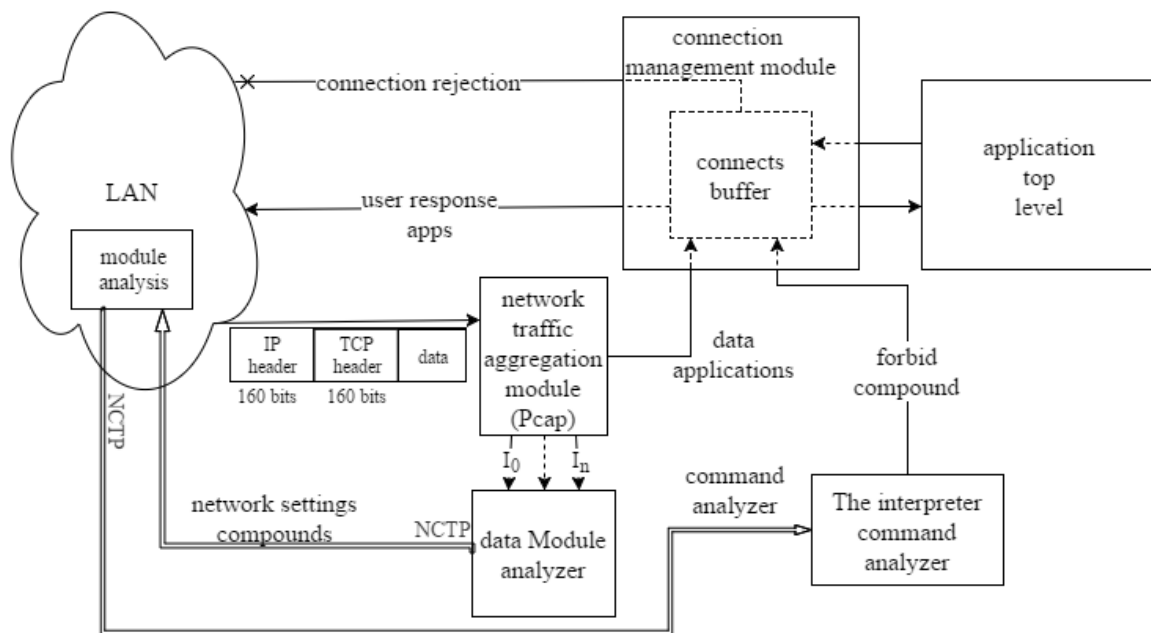 connection
management module
connection rejection
connects
buffer
application
top
level
LAN
user response
apps
module
analysis
network
traffic
aggregation
module
(Pcap)
IP
header
TCP
header
data
160 bits
160 bits
data
applications
forbid
compound
NCTP
I0
In
network settings
compounds
NCTP
data Module
analyzer
command
analyzer
The interpreter
command
analyzer